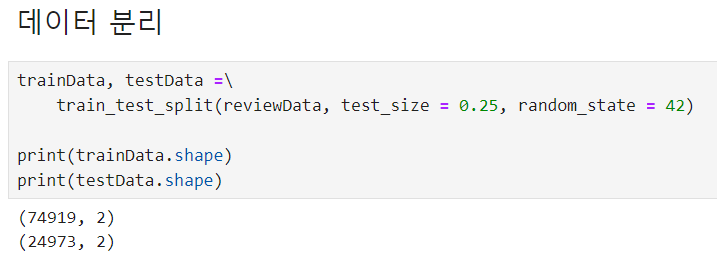 데이터 분리
trainData, testData =\
    train_test_split(reviewData, test_size = 0.25, random_state = 42)
print(trainData.shape)
print(testData.shape)
(74919, 2)
(24973, 2)